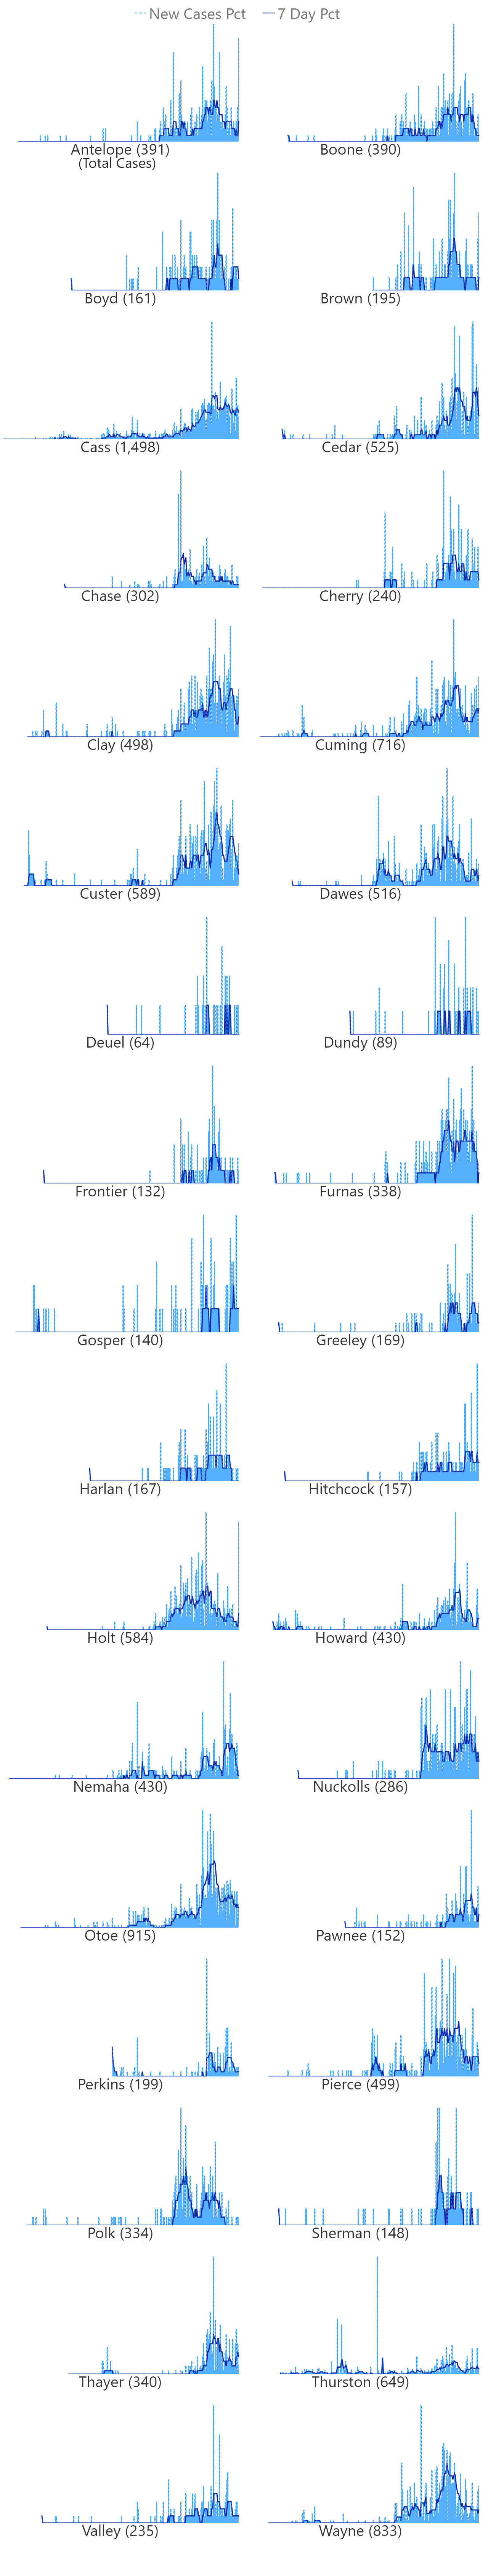 New Cases Pct 7 Day Pct
Antelope (391) Boone (390)
(Total Cases)
Boyd (161) Brown (195)
Cass (1,498) Cedar (525)
Chase (302) Cherry (240)
Clay (498) Cuming (716)
Custer (589) Dawes (516)
Deuel (64) Dundy (89)
Frontier (132) Furnas (338)
Gosper (140) Greeley (169)
Harlan (167) Hitchcock (157)
Holt (584) Howard (430)
Nemaha (430) Nuckolls (286)
Otoe (915) Pawnee (152)
Perkins (199) Pierce (499)
Polk (334) Sherman (148)
Thayer (340) Thurston (649)
Valley (235) Wayne (833)